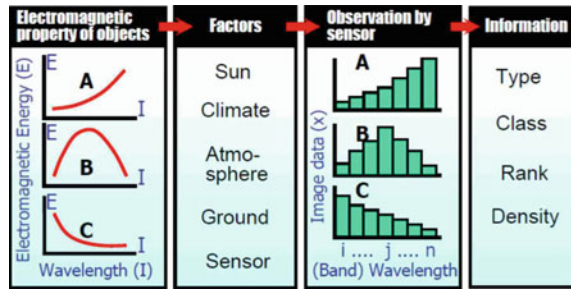 Electromagnetic
property of objects
Factors
Observation by
sensor
Information
Electromagnetic Energy (E)
E
A
I
E
B
I
E
C
I
Wavelength (I)
Sun
Climate
Atmo-
sphere
Ground
Sensor
Image data (x)
A
B
C
i .... j .... n
(Band) Wavelength
Type
Class
Rank
Density